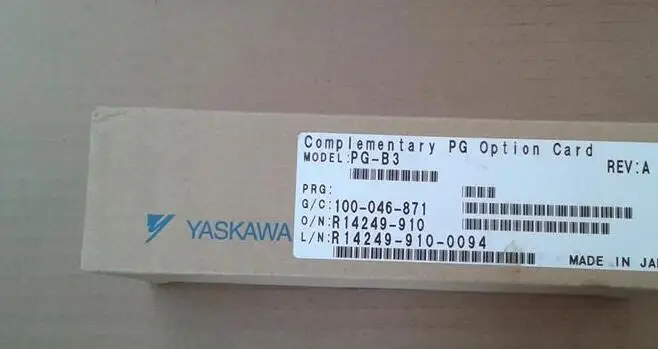 Complementary PG Option Card
MODEL:PG-B3
REV:A
PRG:
G/C:100-046-871
O/N:R14249-910
L/N:R14249-910-0094
YASKAWA
MADE IN JA